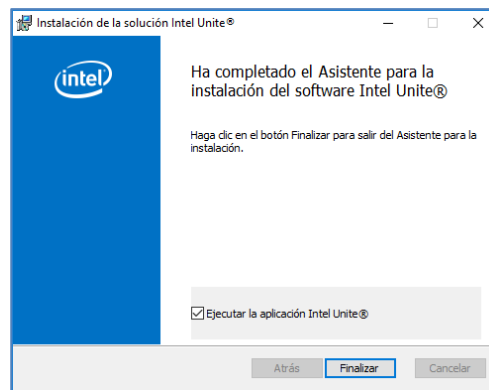 Instalación de la solución Intel Unite®
intel
Ha completado el Asistente para la
instalación del software Intel Unite®
Haga clic en el botón Finalizar para salir del Asistente para la
instalación.
Ejecutar la aplicación Intel Unite®
Atrás Finalizar Cancelar